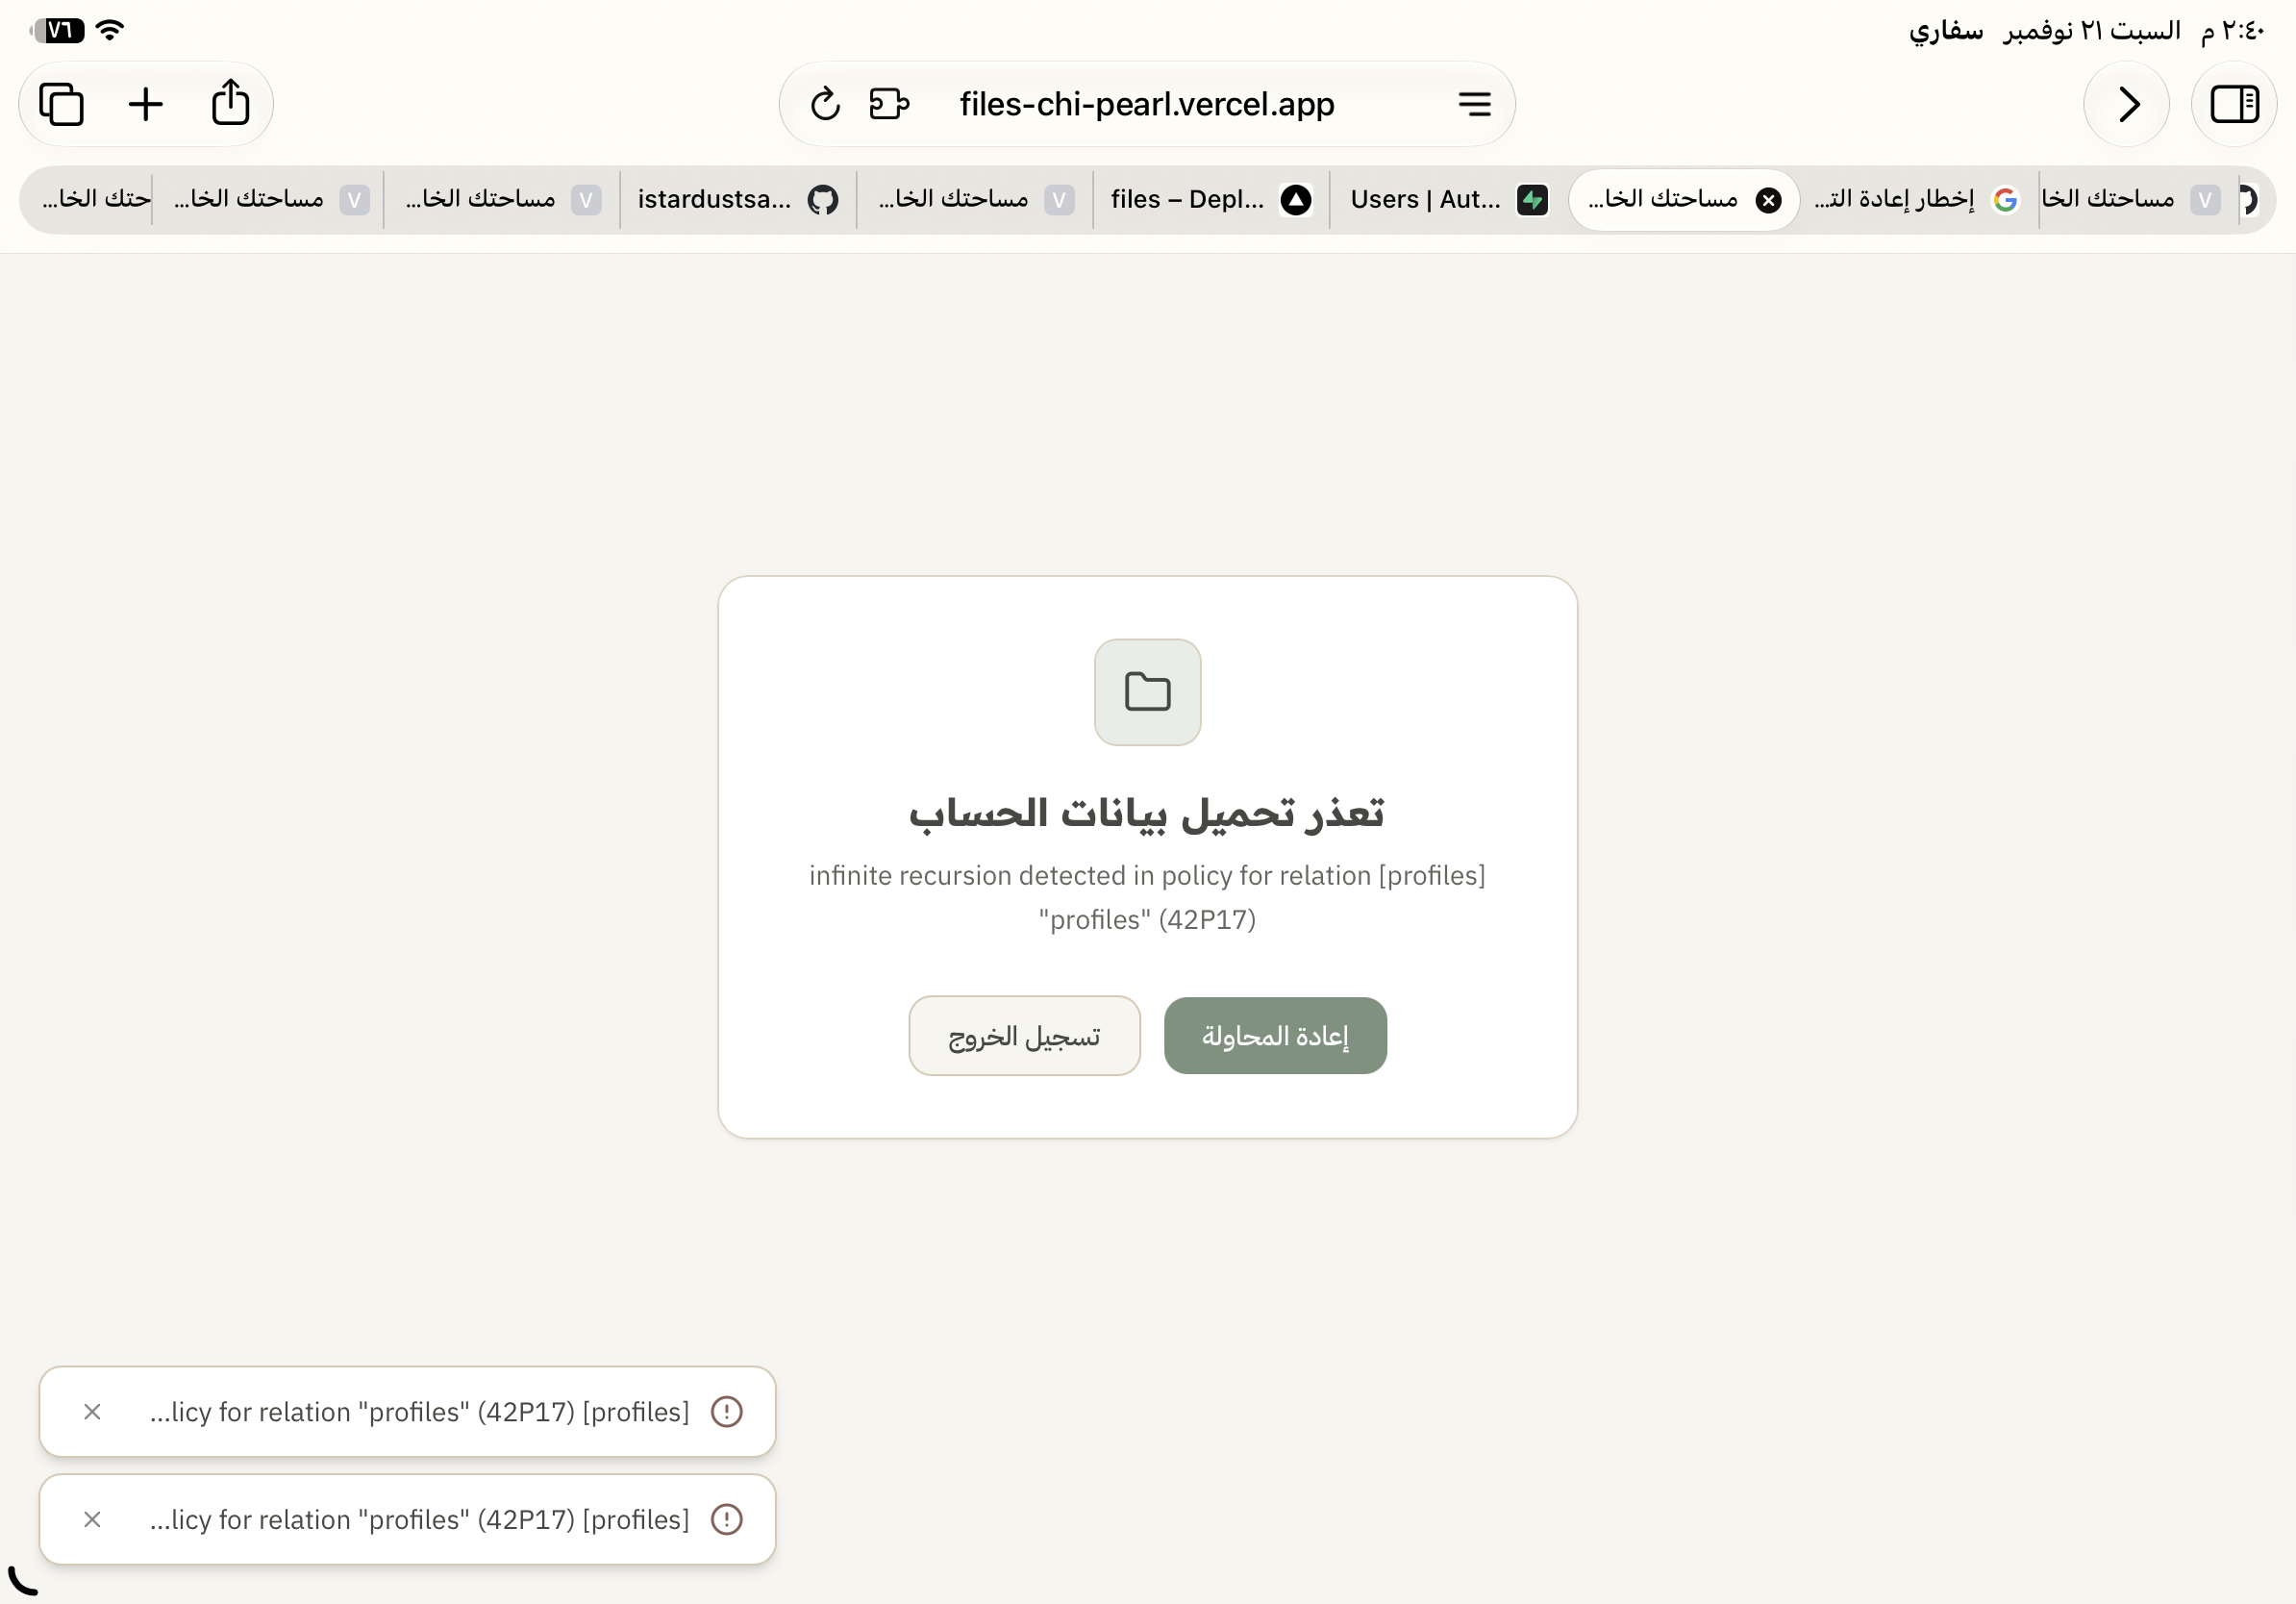 ٢:٤٠ م السبت ٢١ نوفمبر سفاري
٧٦
files-chi-pearl.vercel.app
مساحتك الخا
إخطار إعادة الت...
مساحتك الخا...
Users | Aut...
files – Depl...
مساحتك الخا...
V
istardustsa...
مساحتك الخا...
V
مساحتك الخا...
V
حتك الخا...
V
تعذر تحميل بيانات الحساب
infinite recursion detected in policy for relation [profiles]
"profiles" (42P17)
إعادة المحاولة
تسجيل الخروج
...licy for relation "profiles" (42P17) [profiles]
...licy for relation "profiles" (42P17) [profiles]